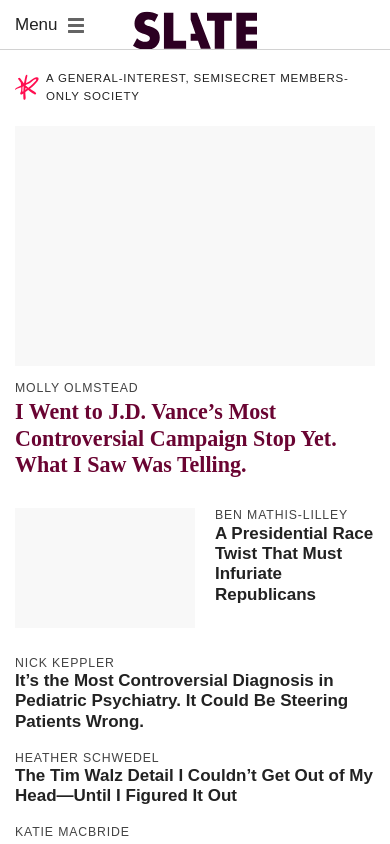 Menu
SLATE
A GENERAL-INTEREST, SEMISECRET MEMBERS-
ONLY SOCIETY
MOLLY OLMSTEAD
I Went to J.D. Vance’s Most
Controversial Campaign Stop Yet.
What I Saw Was Telling.
BEN MATHIS-LILLEY
A Presidential Race
Twist That Must
Infuriate
Republicans
NICK KEPPLER
It’s the Most Controversial Diagnosis in
Pediatric Psychiatry. It Could Be Steering
Patients Wrong.
HEATHER SCHWEDEL
The Tim Walz Detail I Couldn’t Get Out of My
Head—Until I Figured It Out
KATIE MACBRIDE